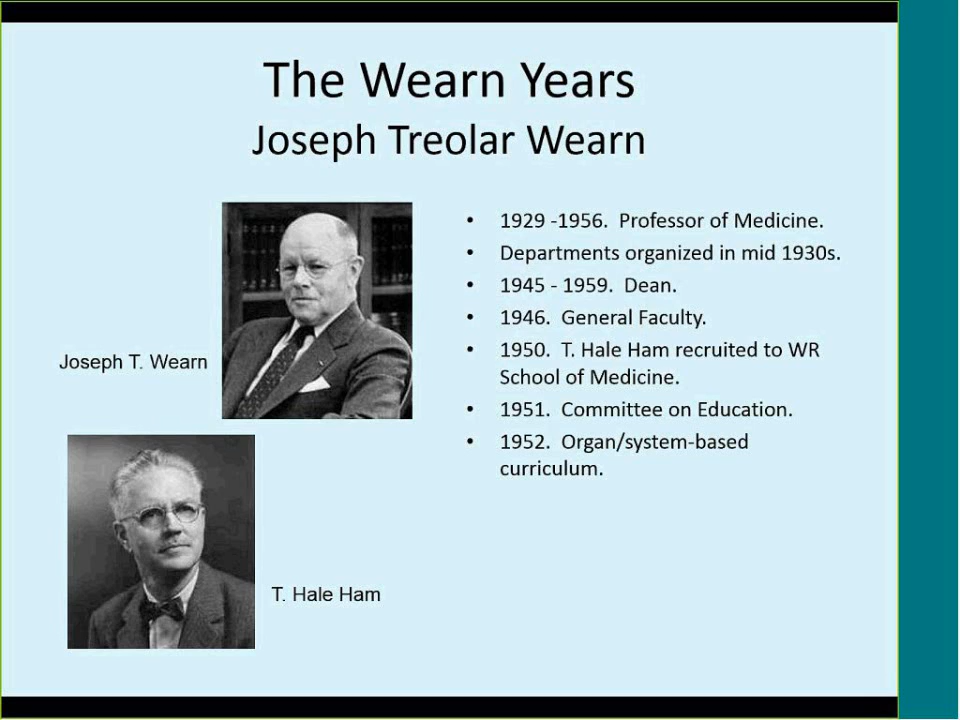 The Wearn Years
Joseph Treolar Wearn
Joseph T. Wearn
T. Hale Ham
• 1929 -1956.  Professor of Medicine.
• Departments organized in mid 1930s.
• 1945 - 1959.  Dean.
• 1946.  General Faculty.
• 1950.  T. Hale Ham recruited to WR
School of Medicine.
• 1951.  Committee on Education.
• 1952.  Organ/system-based
curriculum.